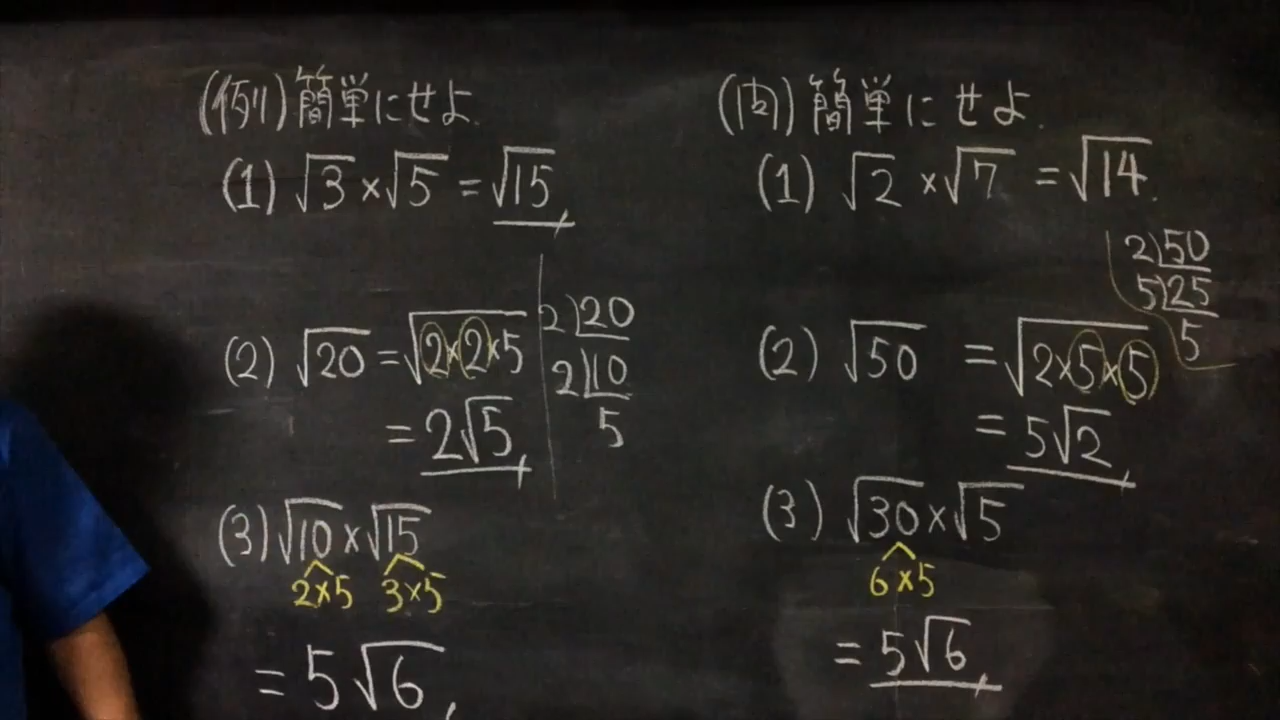 (例)簡単にせよ.
(1) √3×√5 = √15
(2) √20 = √2×2×5
= 2√5
2)20
2)10
5
(3) √10×√15
2×5 3×5
= 5√6
(問)簡単にせよ.
(1) √2×√7 = √14.
(2) √50 = √2×5×5
= 5√2
2)50
5)25
5
(3) √30×√5
6×5
= 5√6